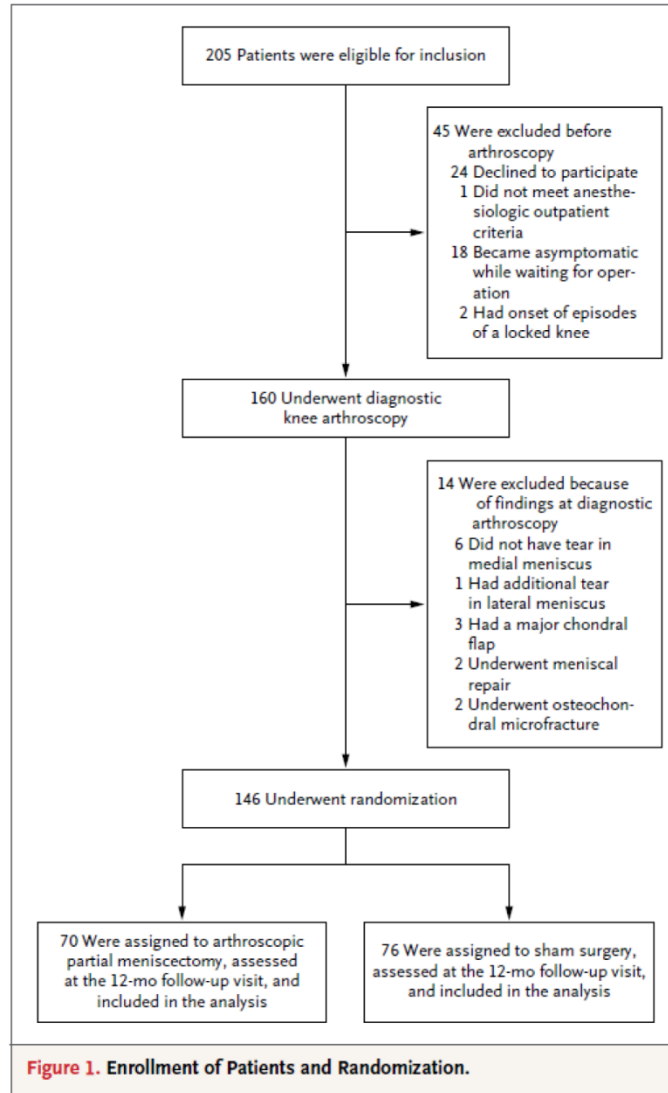 205 Patients were eligible for inclusion
45 Were excluded before
arthroscopy
24 Declined to participate
1 Did not meet anesthe-
siologic outpatient
criteria
18 Became asymptomatic
while waiting for oper-
ation
2 Had onset of episodes
of a locked knee
160 Underwent diagnostic
knee arthroscopy
14 Were excluded because
of findings at diagnostic
arthroscopy
6 Did not have tear in
medial meniscus
1 Had additional tear
in lateral meniscus
3 Had a major chondral
flap
2 Underwent meniscal
repair
2 Underwent osteochon-
dral microfracture
146 Underwent randomization
70 Were assigned to arthroscopic
partial meniscectomy, assessed
at the 12-mo follow-up visit, and
included in the analysis
76 Were assigned to sham surgery,
assessed at the 12-mo follow-up visit,
and included in the analysis
Figure 1. Enrollment of Patients and Randomization.